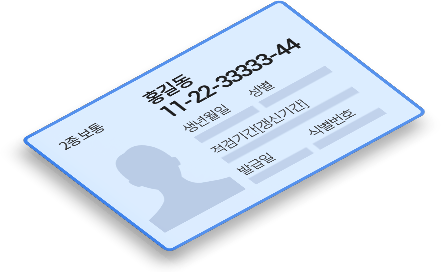 2종 보통
홍길동
11-22-33333-44
생년월일 성별
적검기간[갱신기간]
발급일 식별번호